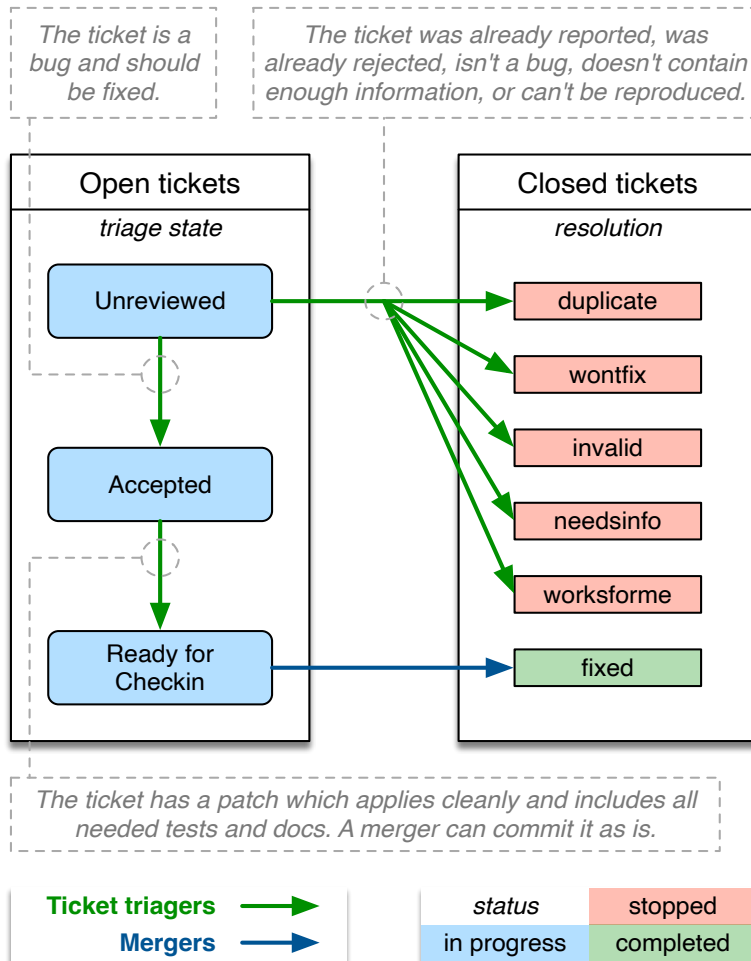 The ticket is a
bug and should
be fixed.
The ticket was already reported, was
already rejected, isn't a bug, doesn't contain
enough information, or can't be reproduced.
Open tickets
triage state
Unreviewed
Accepted
Ready for
Checkin
Closed tickets
resolution
duplicate
wontfix
invalid
needsinfo
worksforme
fixed
The ticket has a patch which applies cleanly and includes all
needed tests and docs. A merger can commit it as is.
Ticket triagers
Mergers
status
stopped
in progress
completed